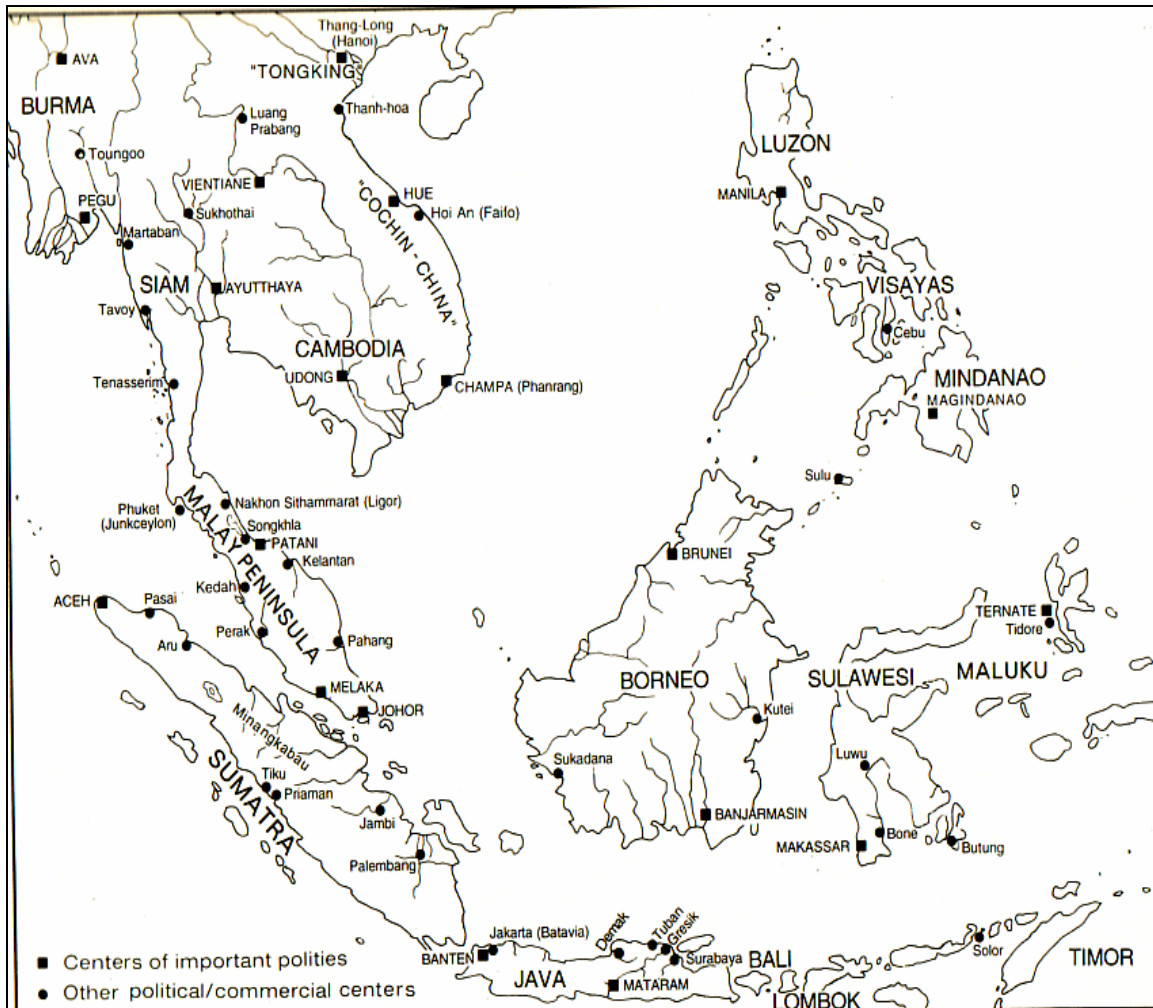 Thang-Long
(Hanoi)
AVA
"TONGKING"
BURMA
Thanh-hoa
Luang
Prabang
LUZON
Toungoo
VIENTIANE
MANILA
HUE
PEGU
Sukhothai
Hoi An (Faifo)
"COCHIN-CHINA"
Martaban
SIAM
AYUTTHAYA
VISAYAS
Tavoy
Cebu
CAMBODIA
UDONG
MINDANAO
Tenasserim
CHAMPA (Phanrang)
MAGINDANAO
Sulu
Nakhon Sithammarat (Ligor)
Phuket
(Junkceylon)
MALAY PENINSULA
Songkhla
PATANI
BRUNEI
Kelantan
Kedah
ACEH
Pasai
TERNATE
Tidore
Perak
Pahang
Aru
MELAKA
BORNEO
SULAWESI
MALUKU
JOHOR
Kutei
Minangkabau
SUMATRA
Luwu
Sukadana
Tiku
Priaman
Jambi
BANJARMASIN
Bone
MAKASSAR
Butung
Palembang
Jakarta (Batavia)
Demak
Tuban
Gresik
BANTEN
Surabaya
BALI
Solor
TIMOR
JAVA
MATARAM
LOMBOK
Centers of important polities
Other political/commercial centers